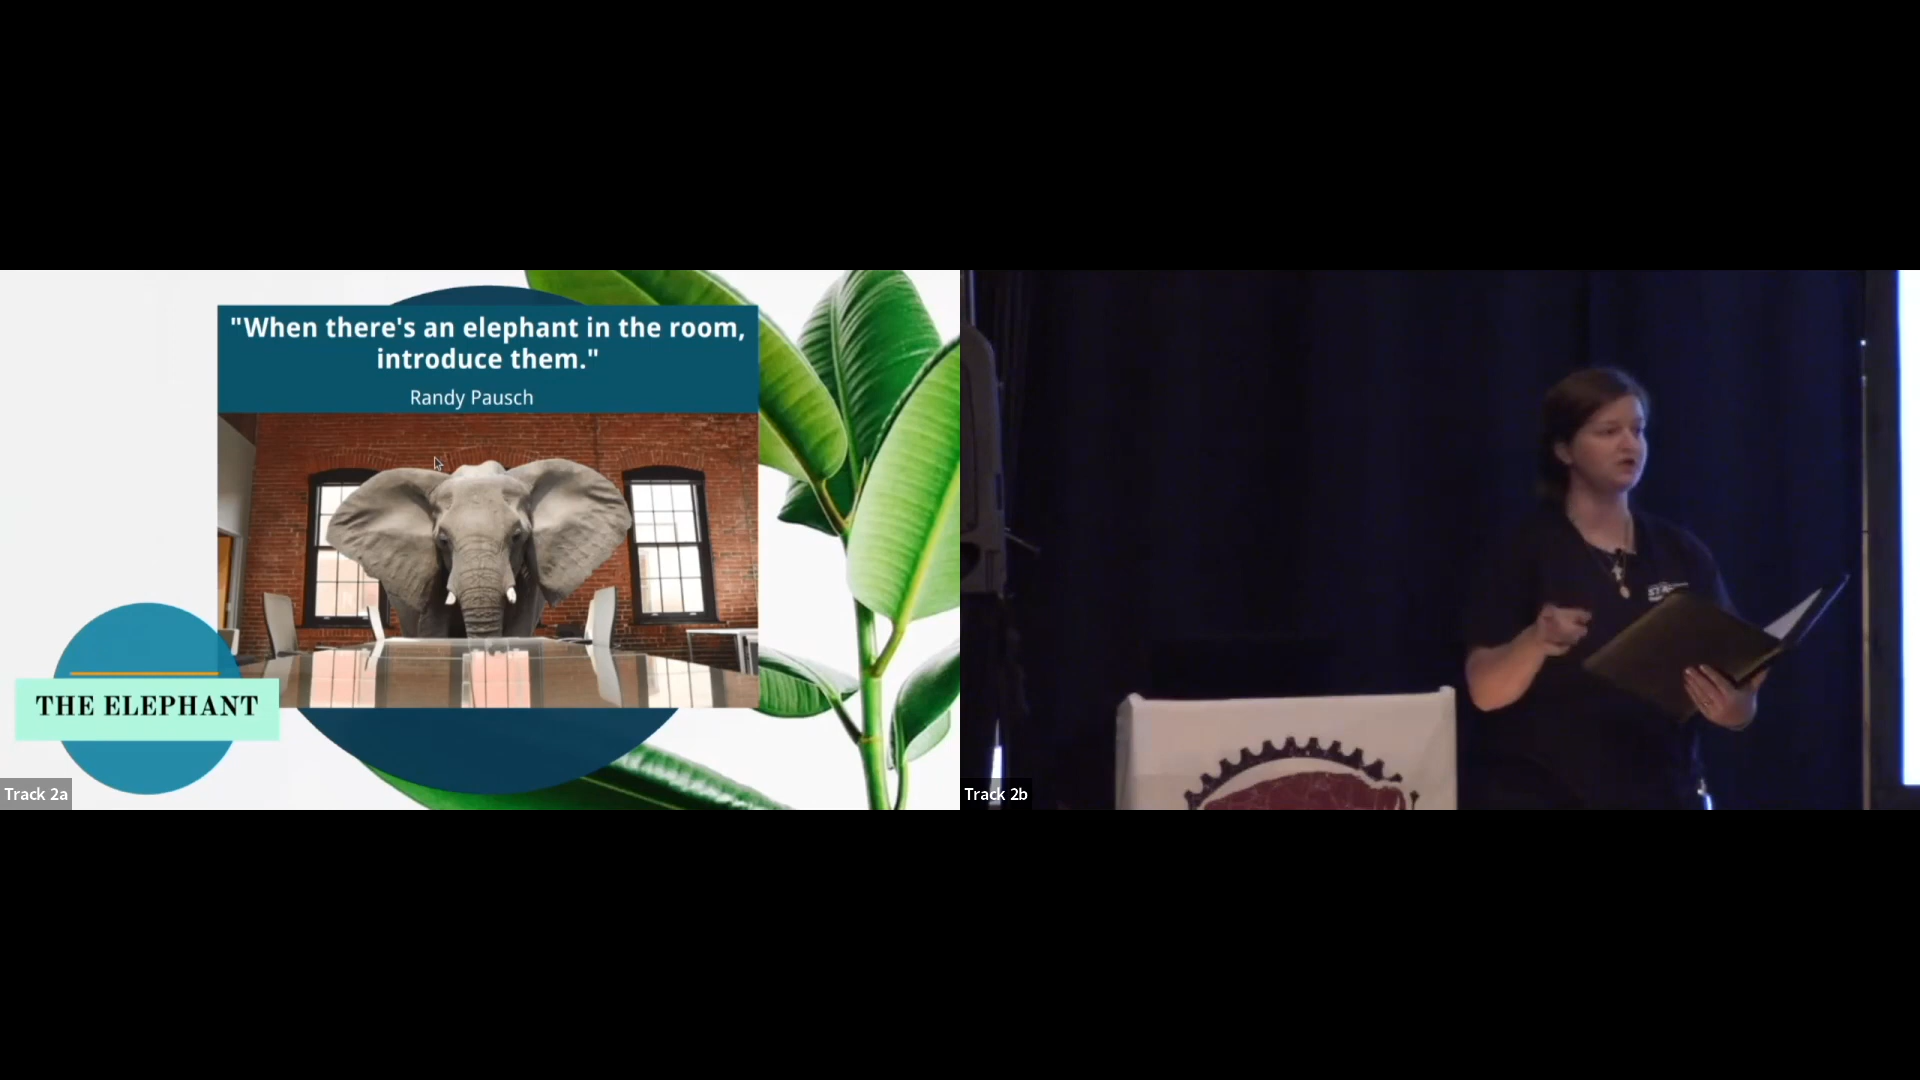 "When there's an elephant in the room,
introduce them."
Randy Pausch
THE ELEPHANT
Track 2a
Track 2b